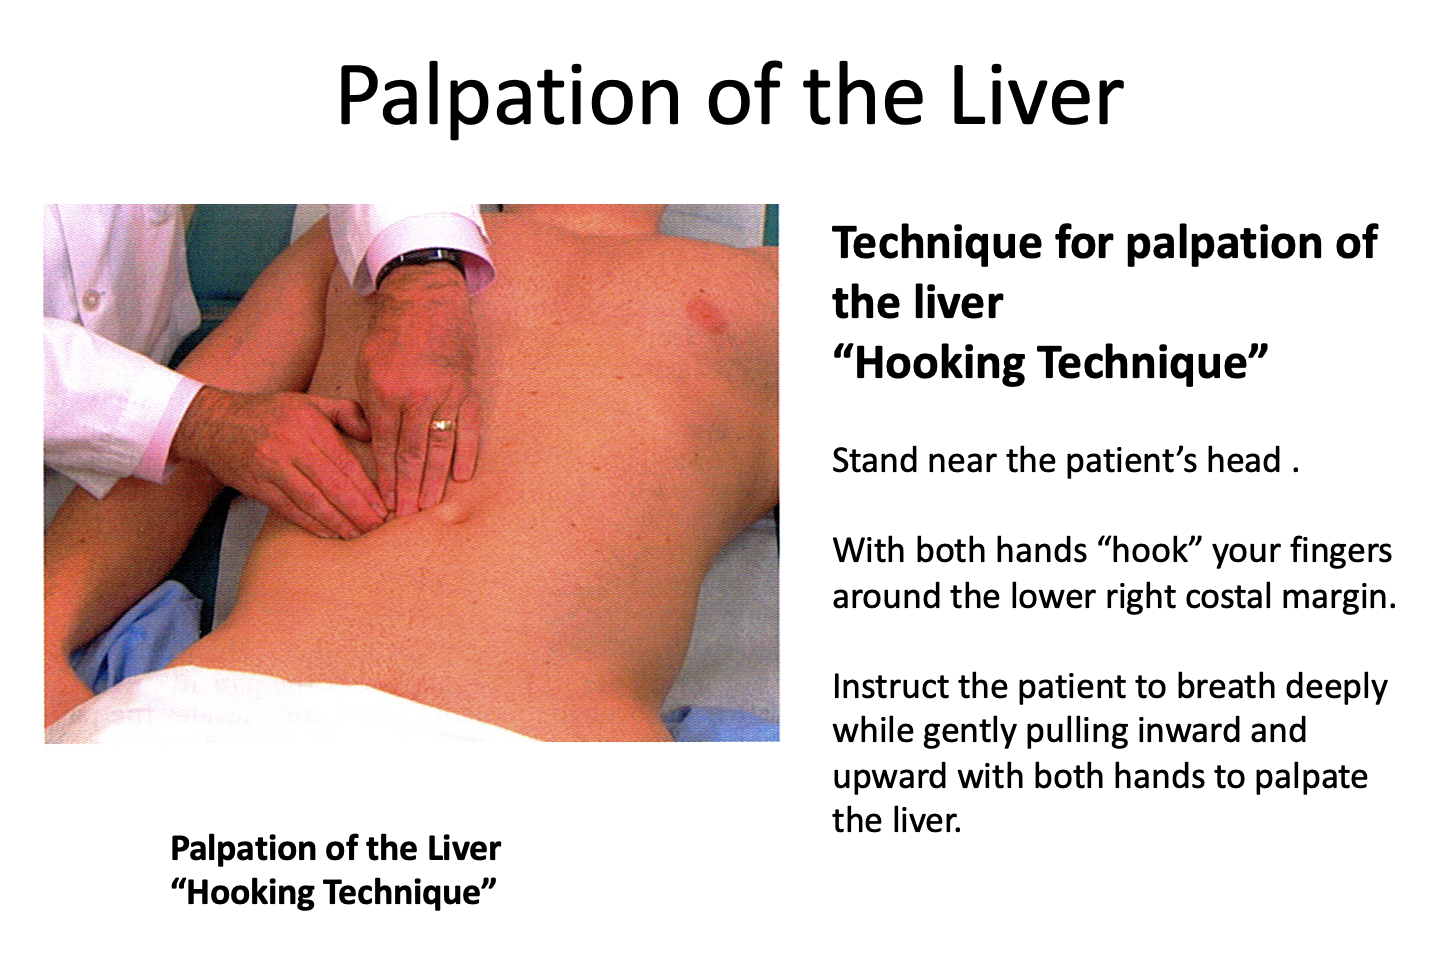 Palpation of the Liver
Technique for palpation of
the liver
“Hooking Technique”
Stand near the patient’s head .
With both hands “hook” your fingers
around the lower right costal margin.
Instruct the patient to breath deeply
while gently pulling inward and
upward with both hands to palpate
the liver.
Palpation of the Liver
“Hooking Technique”